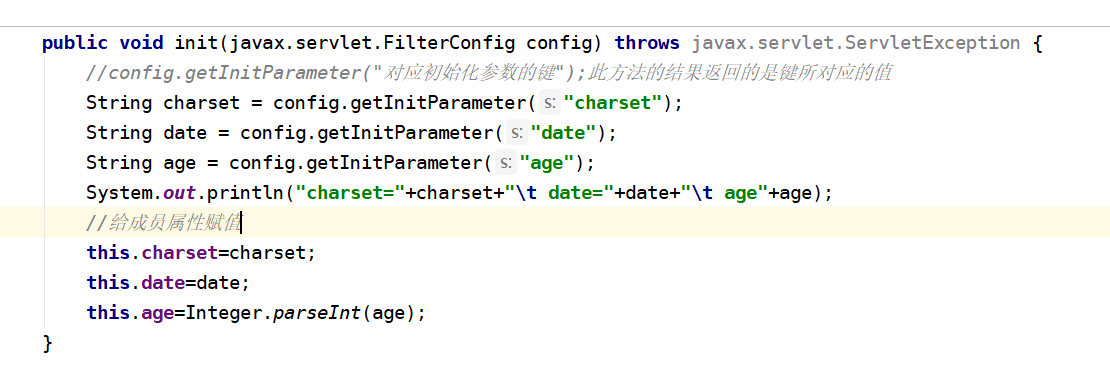 public void init(javax.servlet.FilterConfig config) throws javax.servlet.ServletException {
//config.getInitParameter("对应初始化参数的键");此方法的结果返回的是键所对应的值
String charset = config.getInitParameter( s: "charset");
String date = config.getInitParameter( s: "date");
String age = config.getInitParameter( s: "age");
System.out.println("charset="+charset+"\t date="+date+"\t age"+age);
//给成员属性赋值
this.charset=charset;
this.date=date;
this.age=Integer.parseInt(age);
}